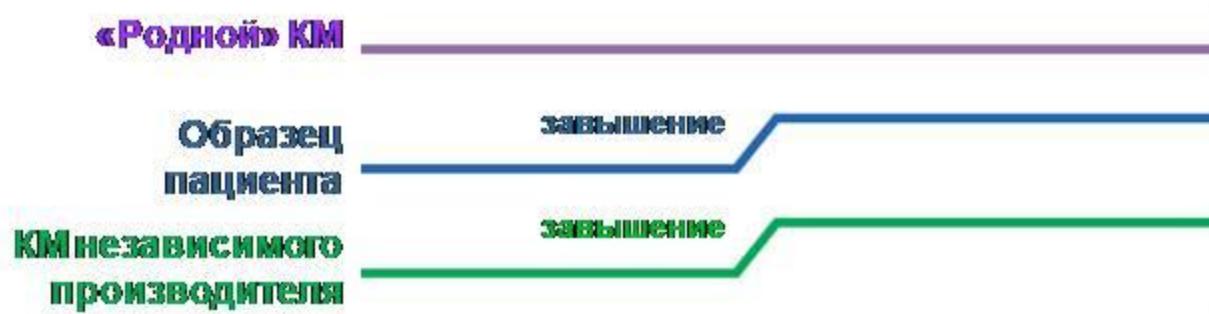 «Родной» КМ
завышение
Образец
пациента
завышение
КМ независимого
производителя